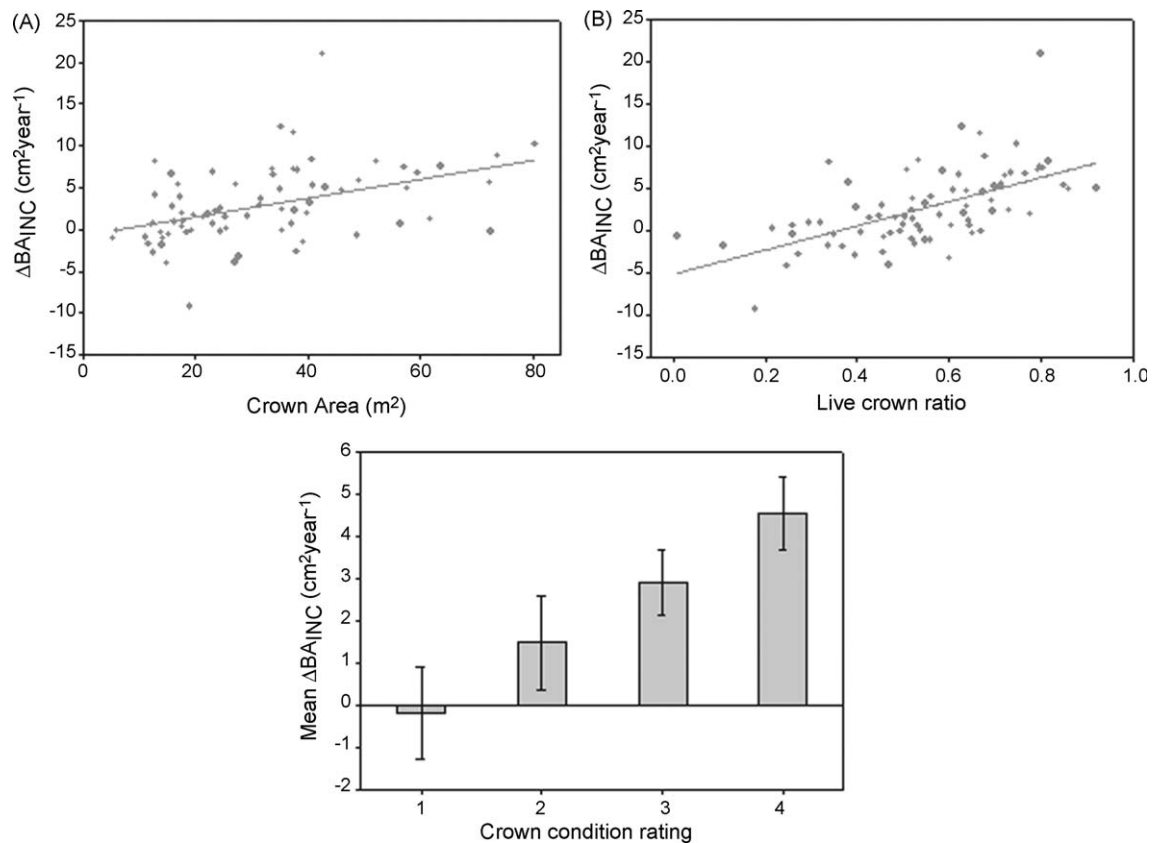 (A)
25
20
15
10
5
0
-5
-10
-15
ΔBAINC (cm²year⁻¹)
0 20 40 60 80
Crown Area (m²)
(B)
25
20
15
10
5
0
-5
-10
-15
ΔBAINC (cm²year⁻¹)
0.0 0.2 0.4 0.6 0.8 1.0
Live crown ratio
6
5
4
3
2
1
0
-1
-2
Mean ΔBAINC (cm²year⁻¹)
1 2 3 4
Crown condition rating